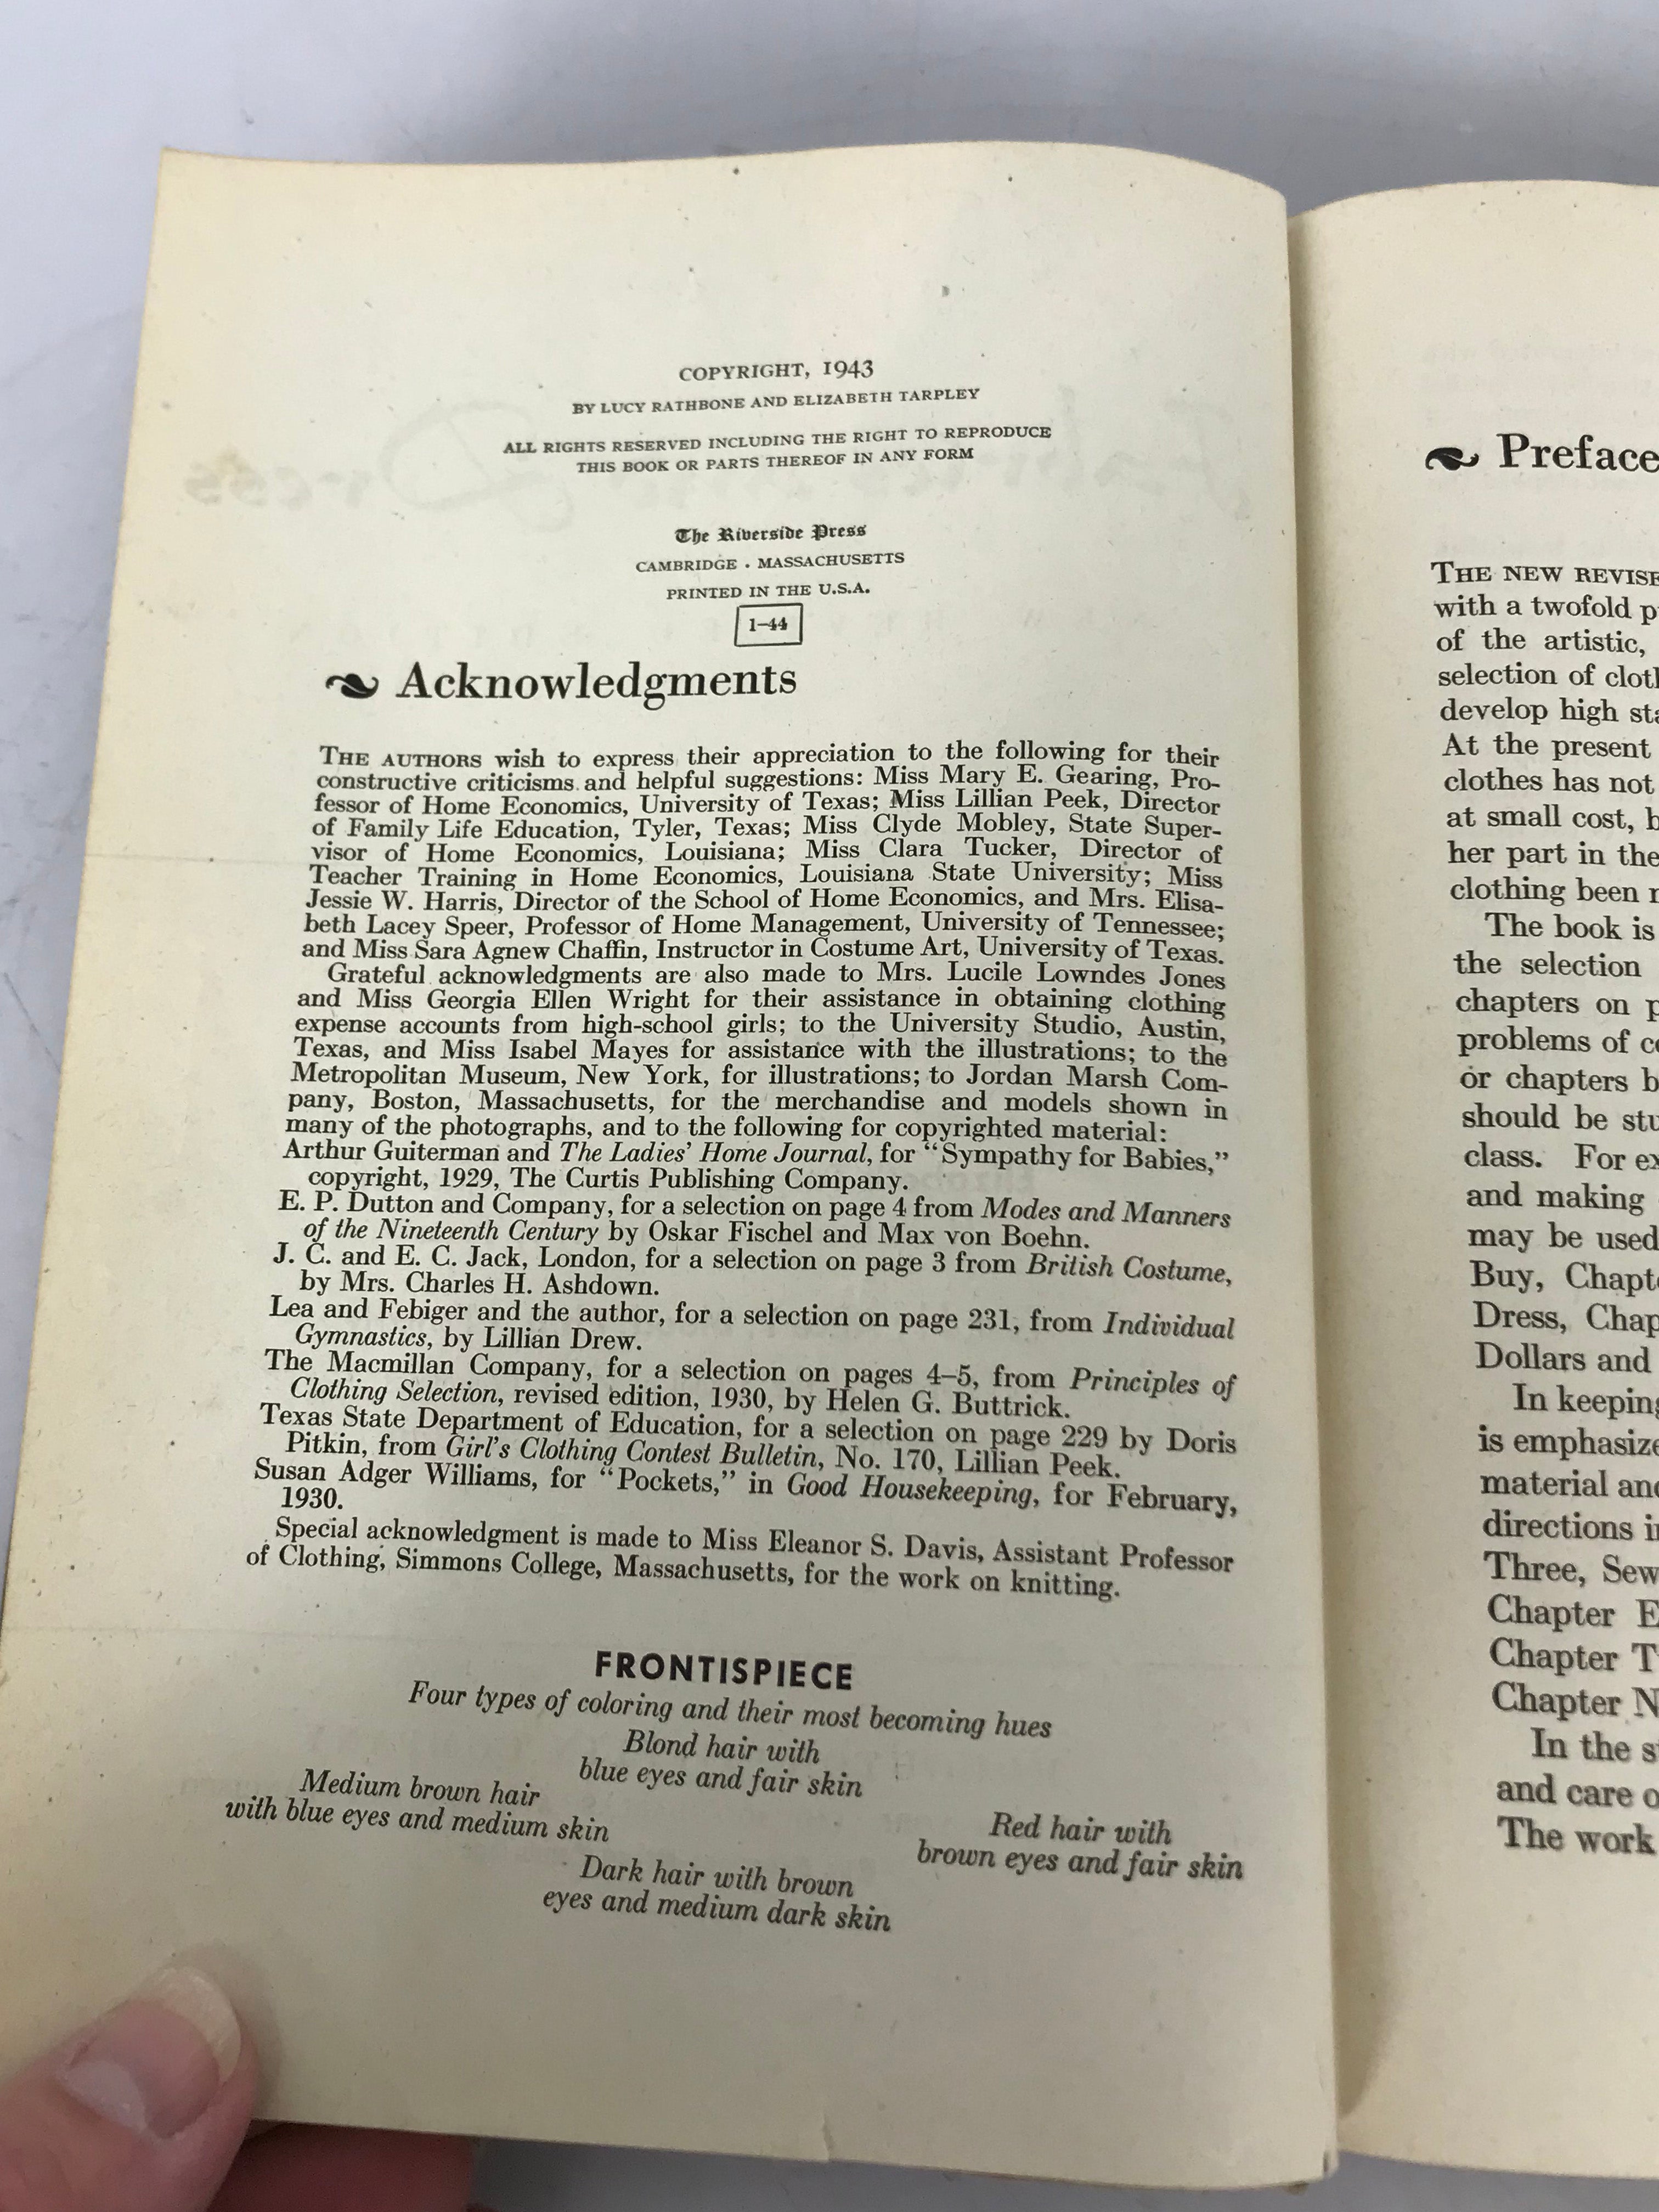 COPYRIGHT, 1943
BY LUCY RATHBONE AND ELIZABETH TARPLEY
ALL RIGHTS RESERVED INCLUDING THE RIGHT TO REPRODUCE
THIS BOOK OR PARTS THEREOF IN ANY FORM
The Riverside Press
CAMBRIDGE . MASSACHUSETTS
PRINTED IN THE U.S.A.
1-44
Acknowledgments
THE AUTHORS wish to express their appreciation to the following for their
constructive criticisms and helpful suggestions: Miss Mary E. Gearing, Pro-
fessor of Home Economics, University of Texas; Miss Lillian Peek, Director
of Family Life Education, Tyler, Texas; Miss Clyde Mobley, State Super-
visor of Home Economics, Louisiana; Miss Clara Tucker, Director of
Teacher Training in Home Economics, Louisiana State University; Miss
Jessie W. Harris, Director of the School of Home Economics, and Mrs. Elisa-
beth Lacey Speer, Professor of Home Management, University of Tennessee;
and Miss Sara Agnew Chaffin, Instructor in Costume Art, University of Texas.
Grateful acknowledgments are also made to Mrs. Lucile Lowndes Jones
and Miss Georgia Ellen Wright for their assistance in obtaining clothing
expense accounts from high-school girls; to the University Studio, Austin,
Texas, and Miss Isabel Mayes for assistance with the illustrations; to the
Metropolitan Museum, New York, for illustrations; to Jordan Marsh Com-
pany, Boston, Massachusetts, for the merchandise and models shown in
many of the photographs, and to the following for copyrighted material:
Arthur Guiterman and The Ladies' Home Journal, for "Sympathy for Babies,"
copyright, 1929, The Curtis Publishing Company.
E. P. Dutton and Company, for a selection on page 4 from Modes and Manners
of the Nineteenth Century by Oskar Fischel and Max von Boehn.
J. C. and E. C. Jack, London, for a selection on page 3 from British Costume,
by Mrs. Charles H. Ashdown.
Lea and Febiger and the author, for a selection on page 231, from Individual
Gymnastics, by Lillian Drew.
The Macmillan Company, for a selection on pages 4–5, from Principles of
Clothing Selection, revised edition, 1930, by Helen G. Buttrick.
Texas State Department of Education, for a selection on page 229 by Doris
Pitkin, from Girl's Clothing Contest Bulletin, No. 170, Lillian Peek.
Susan Adger Williams, for "Pockets," in Good Housekeeping, for February,
1930.
Special acknowledgment is made to Miss Eleanor S. Davis, Assistant Professor
of Clothing, Simmons College, Massachusetts, for the work on knitting.
FRONTISPIECE
Four types of coloring and their most becoming hues
Blond hair with
blue eyes and fair skin
Medium brown hair
with blue eyes and medium skin
Red hair with
brown eyes and fair skin
Dark hair with brown
eyes and medium dark skin
Preface
THE NEW REVISE
with a twofold p
of the artistic,
selection of clot
develop high sta
At the present
clothes has not
at small cost, b
her part in the
clothing been
The book is
the selection
chapters on p
problems of c
or chapters b
should be stu
class. For ex
and making
may be used
Buy, Chapt
Dress, Chap
Dollars and
In keeping
is emphasize
material and
directions i
Three, Sew
Chapter E
Chapter T
Chapter N
In the s
and care o
The work